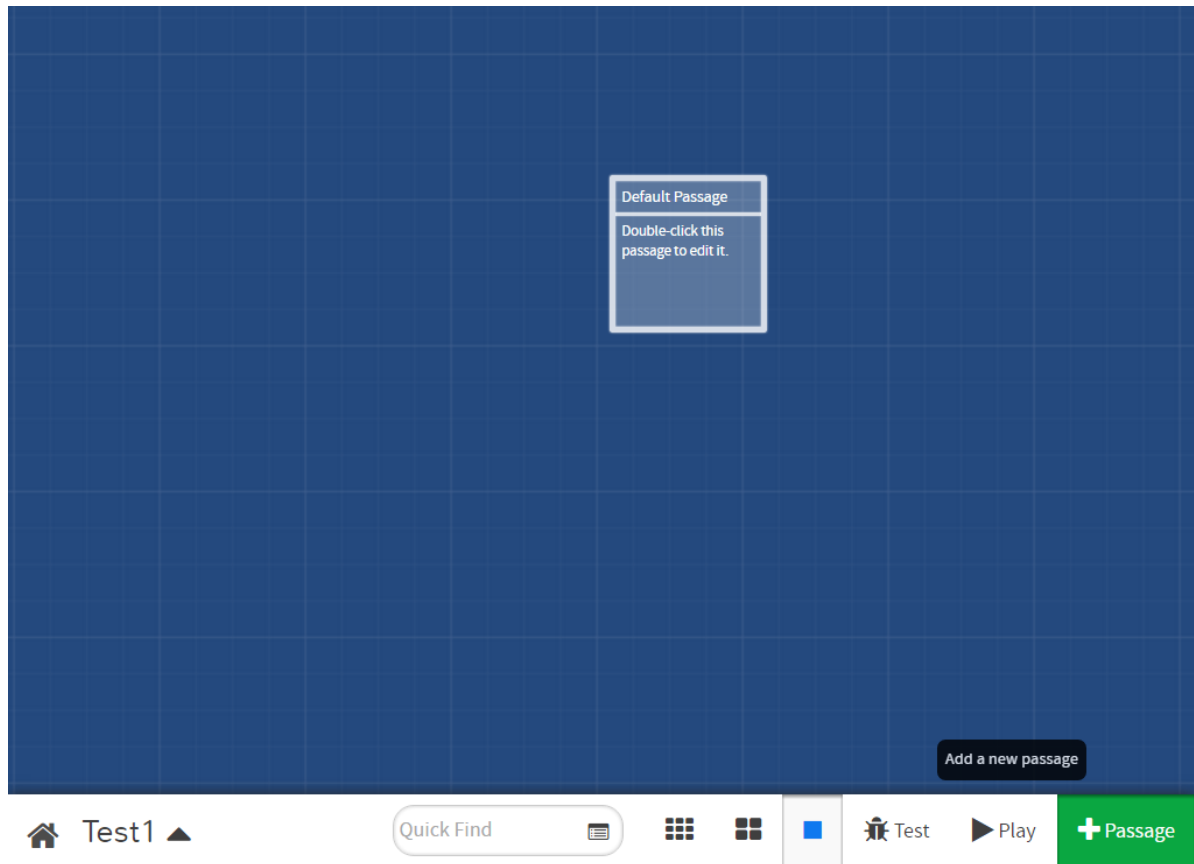 Default Passage
Double-click this
passage to edit it.
Add a new passage
Test1
Quick Find
Test
Play
Passage